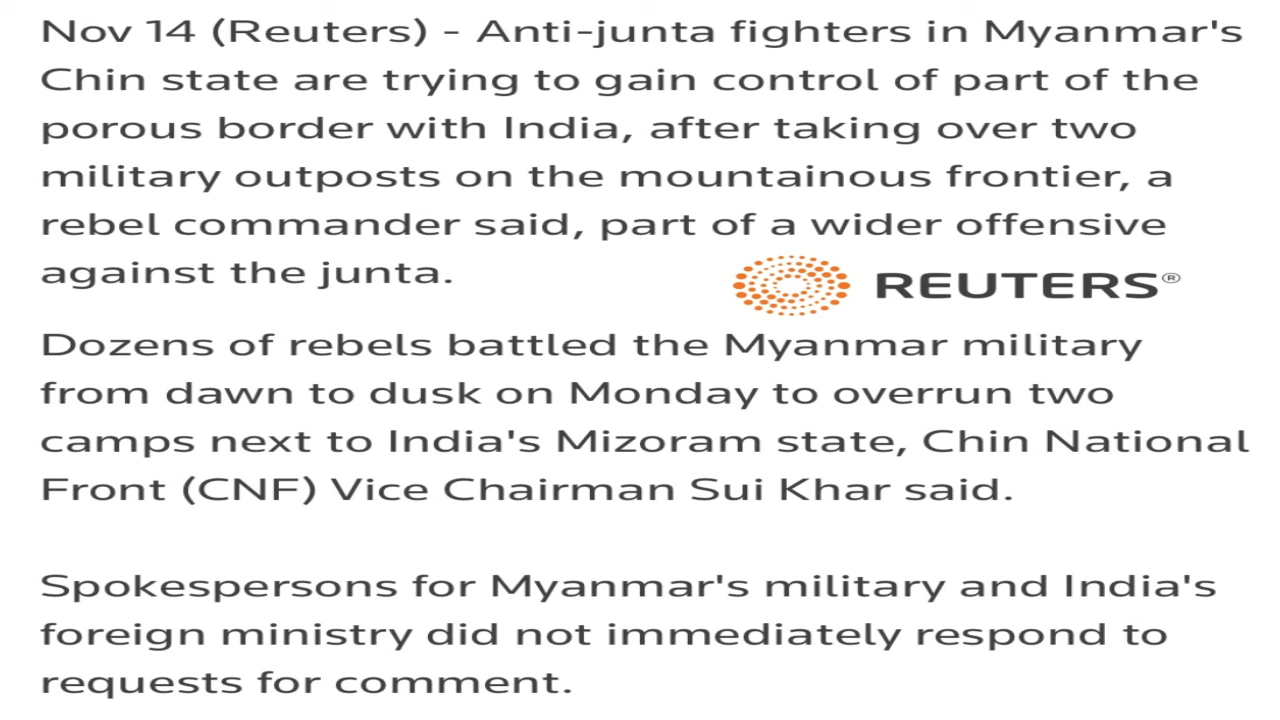 Nov 14 (Reuters) - Anti-junta fighters in Myanmar's
Chin state are trying to gain control of part of the
porous border with India, after taking over two
military outposts on the mountainous frontier, a
rebel commander said, part of a wider offensive
against the junta.
REUTERS®
Dozens of rebels battled the Myanmar military
from dawn to dusk on Monday to overrun two
camps next to India's Mizoram state, Chin National
Front (CNF) Vice Chairman Sui Khar said.
Spokespersons for Myanmar's military and India's
foreign ministry did not immediately respond to
requests for comment.